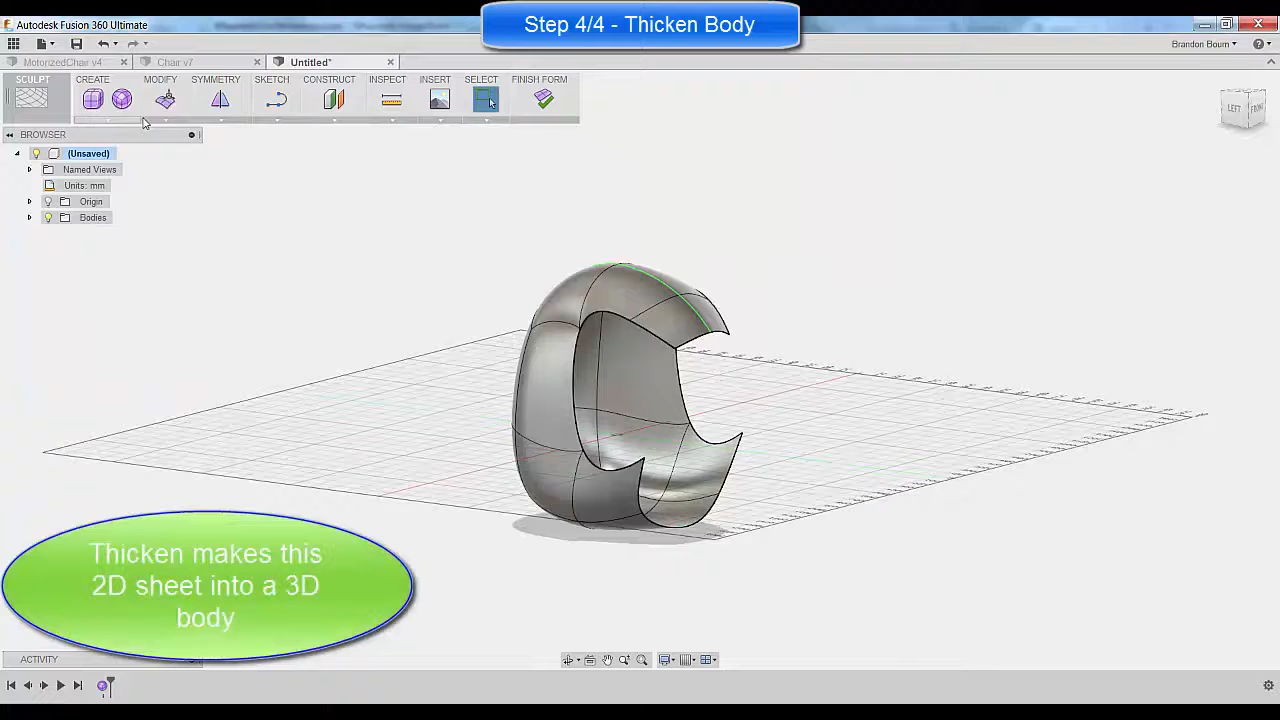 Autodesk Fusion 360 Ultimate
Step 4/4 - Thicken Body
Brandon Bourn
MotorizedChair v4
Chair v7
Untitled*
SCULPT
CREATE
MODIFY
SYMMETRY
SKETCH
CONSTRUCT
INSPECT
INSERT
SELECT
FINISH FORM
LEFT
FRONT
BROWSER
(Unsaved)
Named Views
Units: mm
Origin
Bodies
Thicken makes this
2D sheet into a 3D
body
ACTIVITY